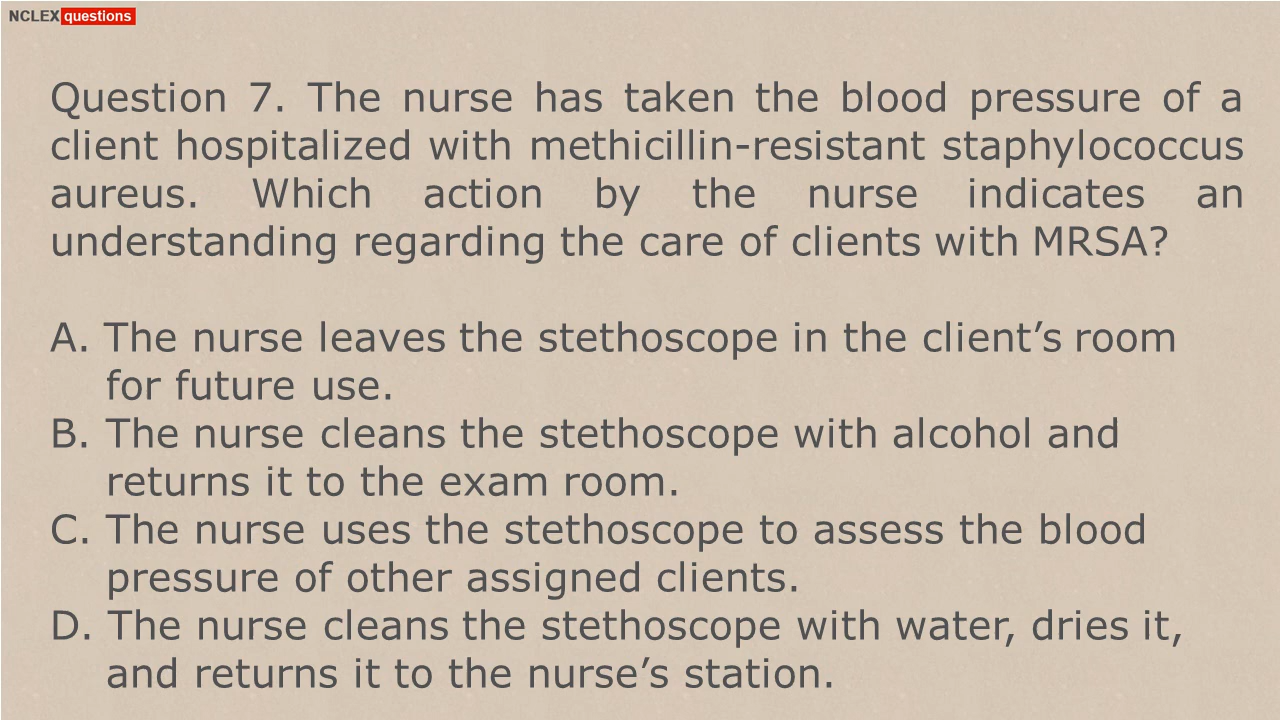 NCLEX questions
Question 7. The nurse has taken the blood pressure of a
client hospitalized with methicillin-resistant staphylococcus
aureus. Which action by the nurse indicates an
understanding regarding the care of clients with MRSA?
A. The nurse leaves the stethoscope in the client’s room
for future use.
B. The nurse cleans the stethoscope with alcohol and
returns it to the exam room.
C. The nurse uses the stethoscope to assess the blood
pressure of other assigned clients.
D. The nurse cleans the stethoscope with water, dries it,
and returns it to the nurse’s station.